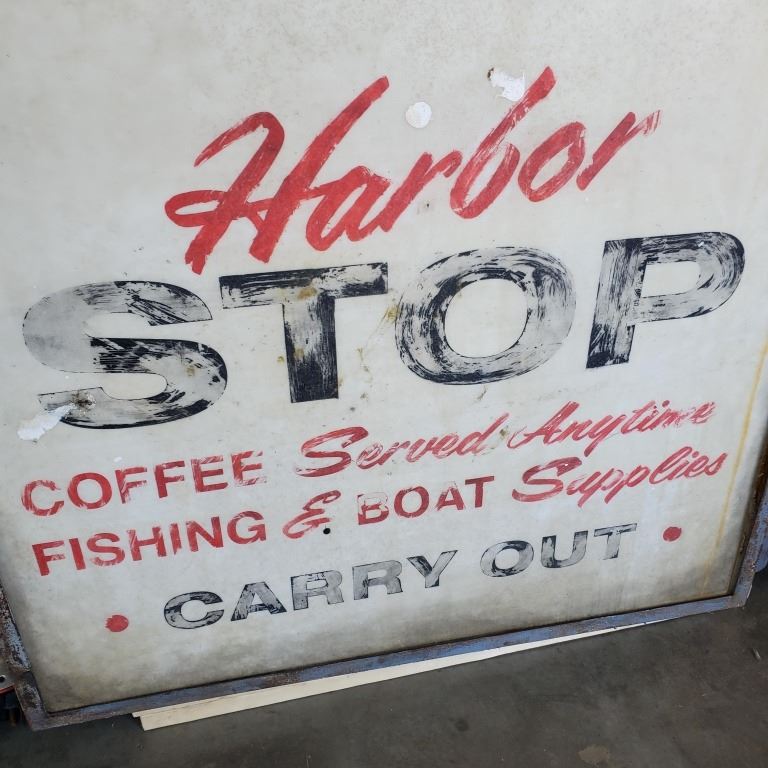 Harbor
STOP
COFFEE Served Anytime
FISHING & BOAT Supplies
• CARRY OUT •